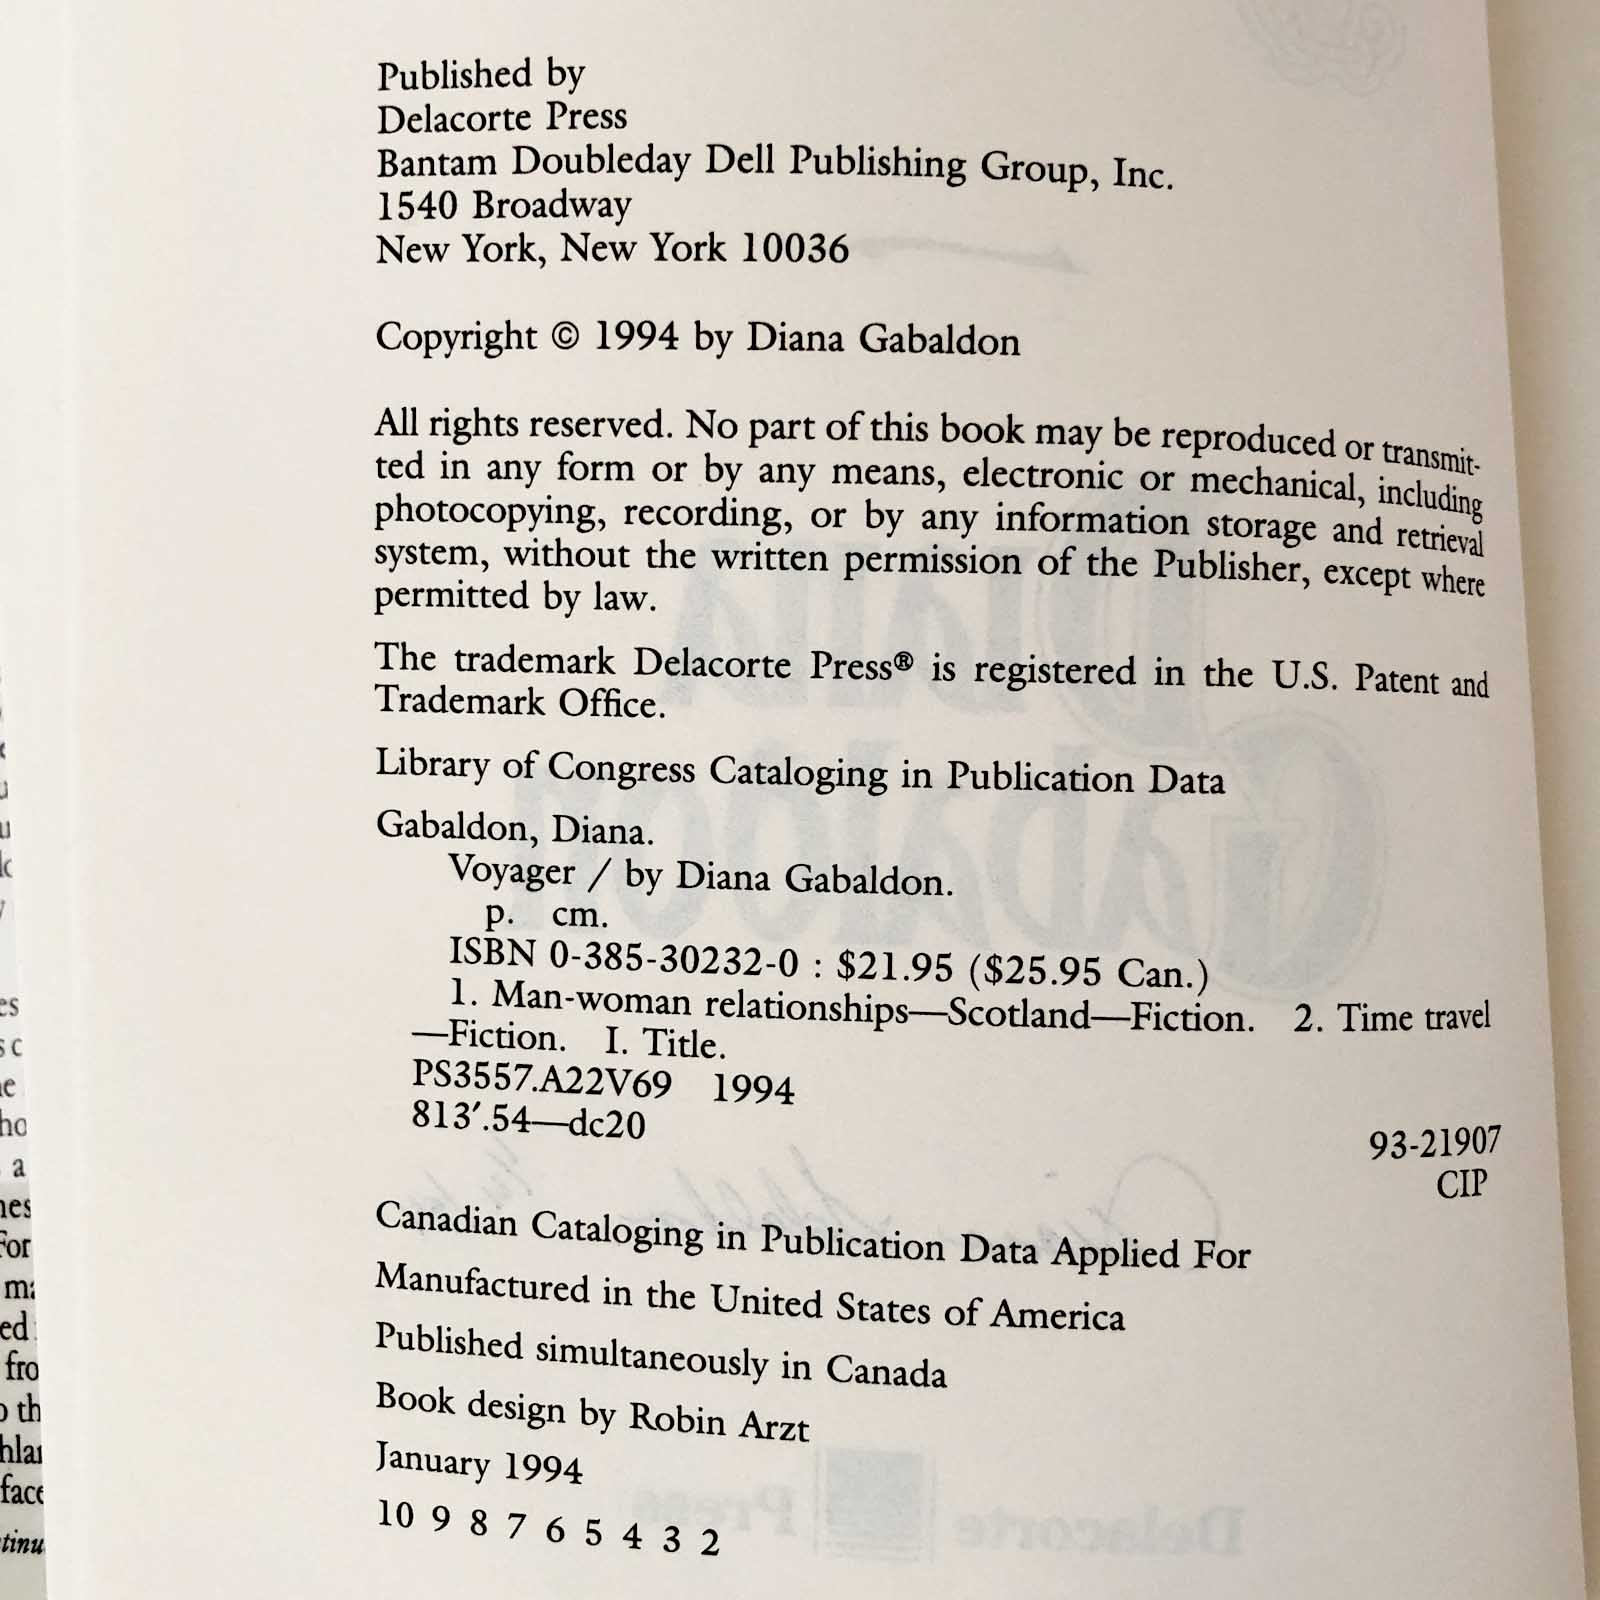 Published by
Delacorte Press
Bantam Doubleday Dell Publishing Group, Inc.
1540 Broadway
New York, New York 10036
Copyright © 1994 by Diana Gabaldon
All rights reserved. No part of this book may be reproduced or transmit-
ted in any form or by any means, electronic or mechanical, including
photocopying, recording, or by any information storage and retrieval
system, without the written permission of the Publisher, except where
permitted by law.
The trademark Delacorte Press® is registered in the U.S. Patent and
Trademark Office.
Library of Congress Cataloging in Publication Data
Gabaldon, Diana.
Voyager / by Diana Gabaldon.
p. cm.
ISBN 0-385-30232-0 : $21.95 ($25.95 Can.)
1. Man-woman relationships—Scotland—Fiction. 2. Time travel
—Fiction. I. Title.
PS3557.A22V69 1994
813′.54—dc20
93-21907
CIP
Canadian Cataloging in Publication Data Applied For
Manufactured in the United States of America
Published simultaneously in Canada
Book design by Robin Arzt
January 1994
10 9 8 7 6 5 4 3 2